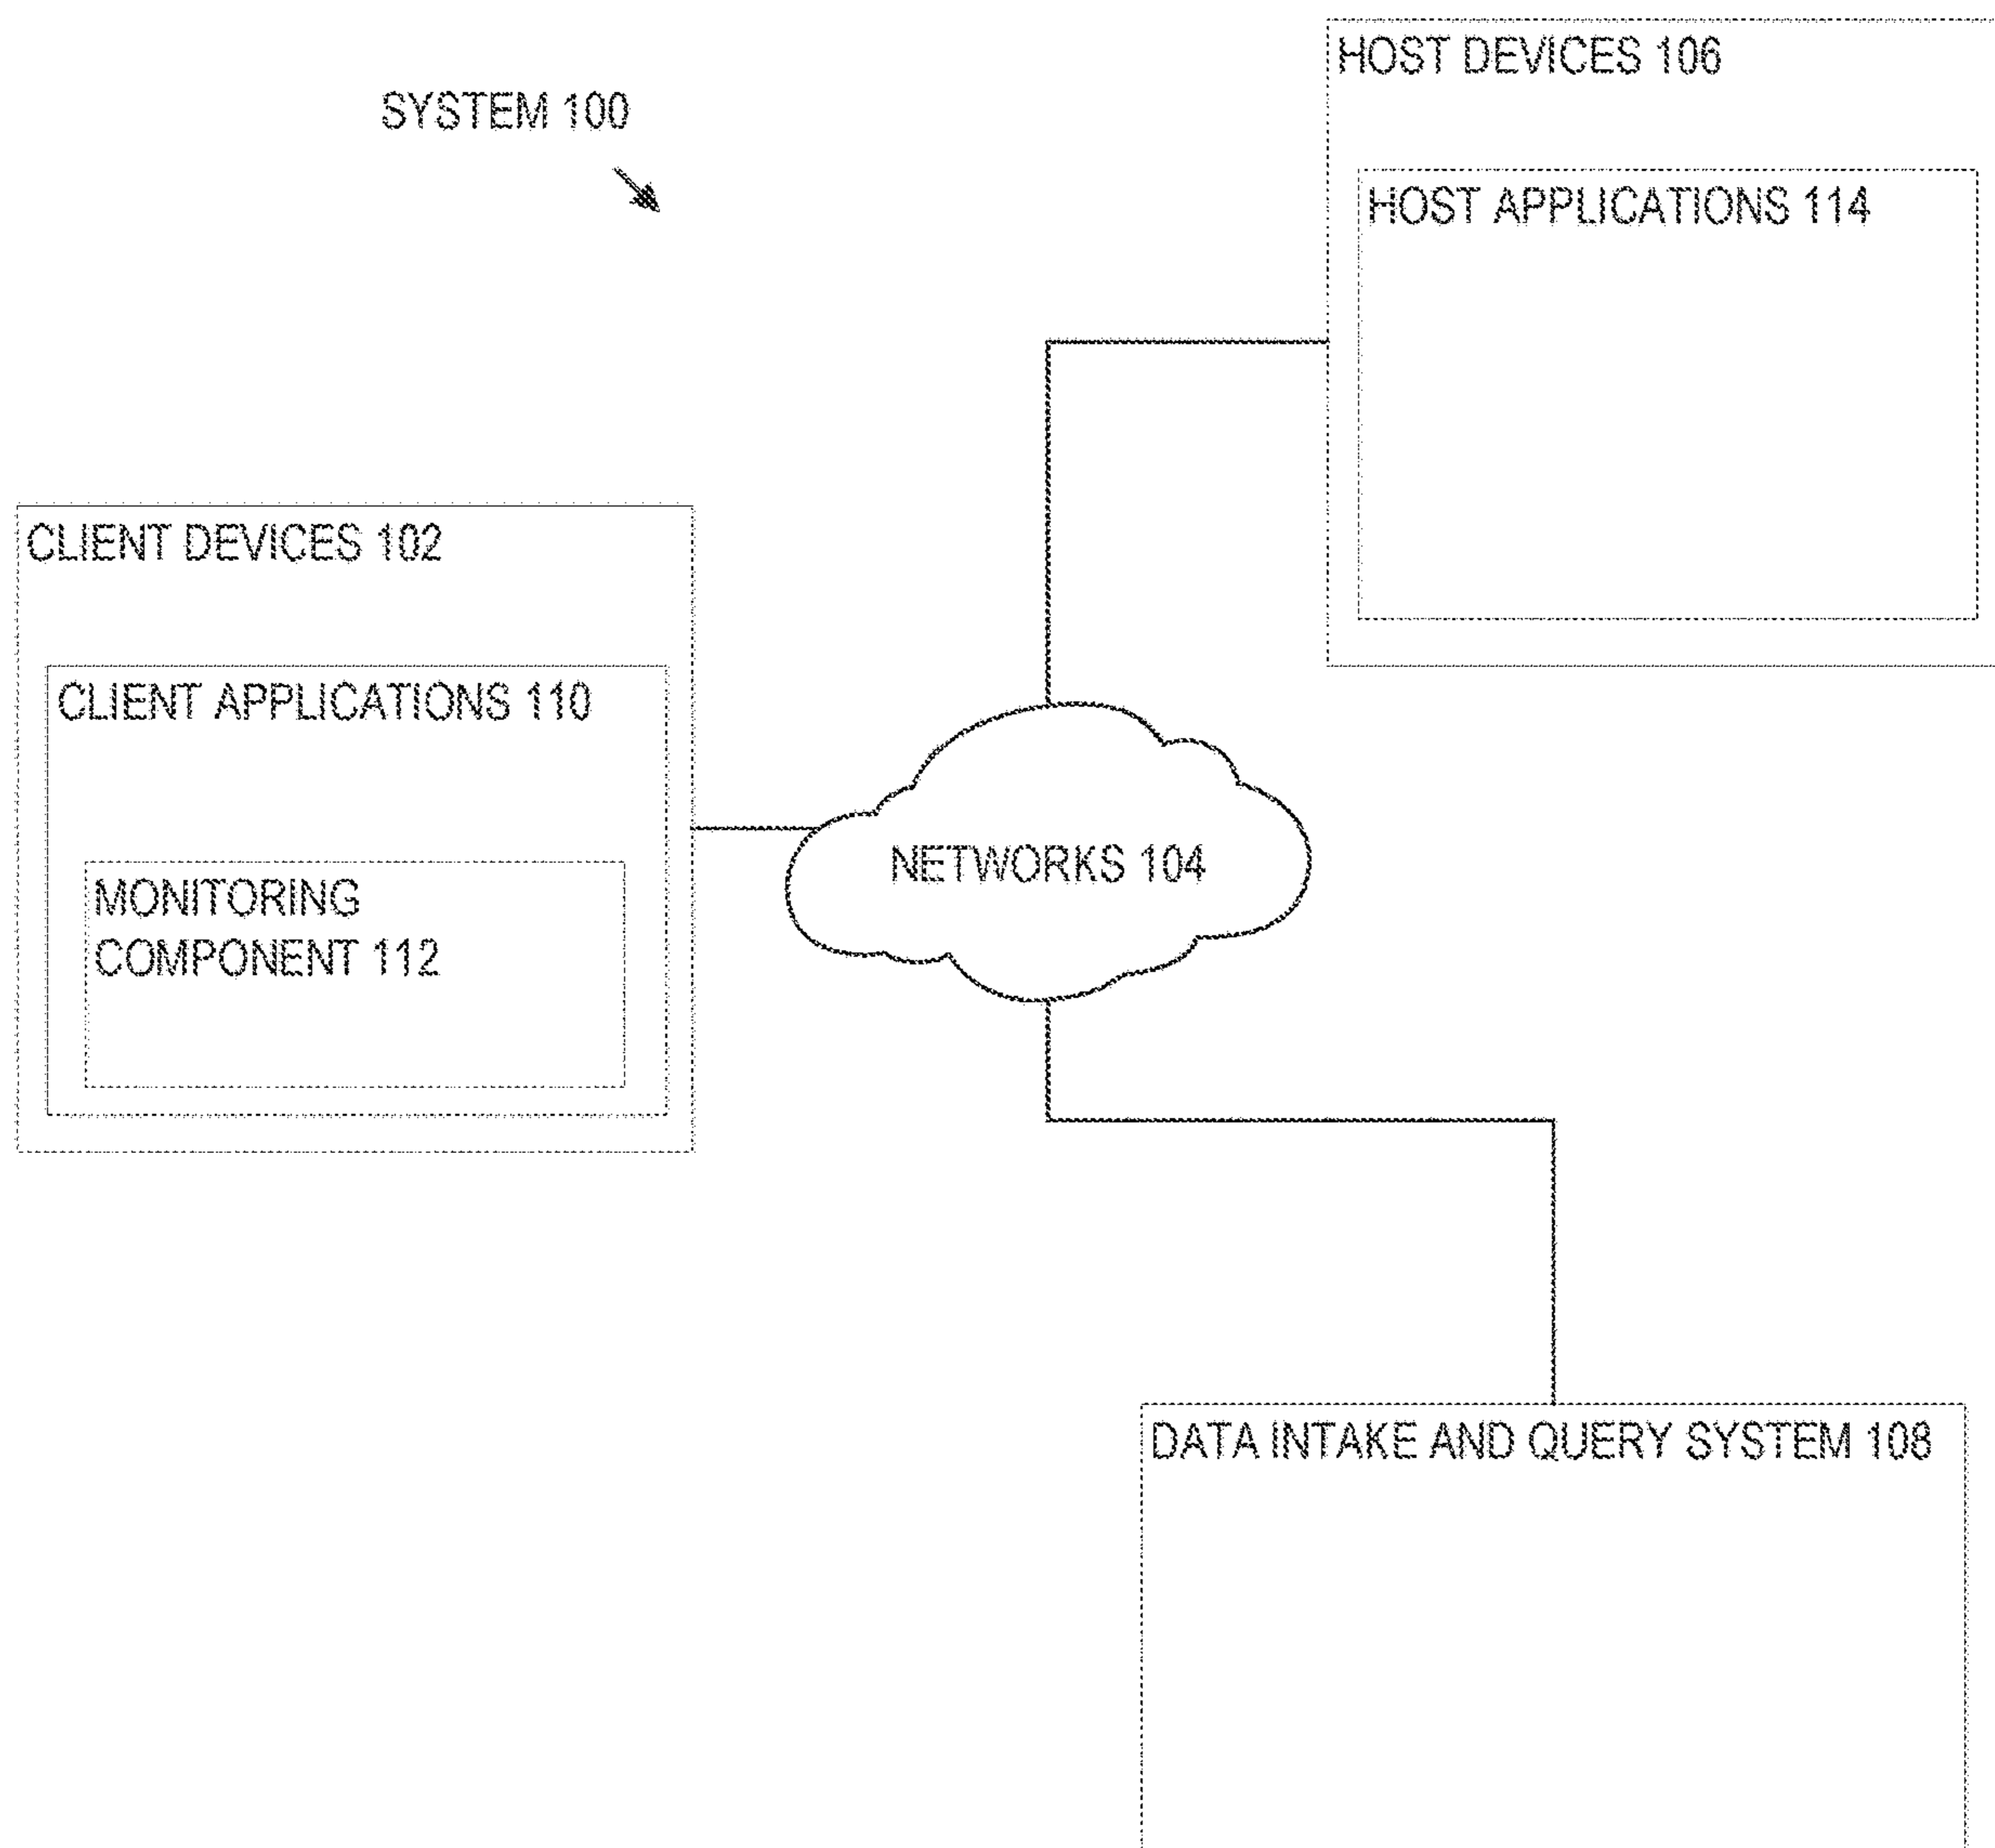 SYSTEM 100
HOST DEVICES 106
HOST APPLICATIONS 114
CLIENT DEVICES 102
CLIENT APPLICATIONS 110
MONITORING
COMPONENT 112
NETWORKS 104
DATA INTAKE AND QUERY SYSTEM 108